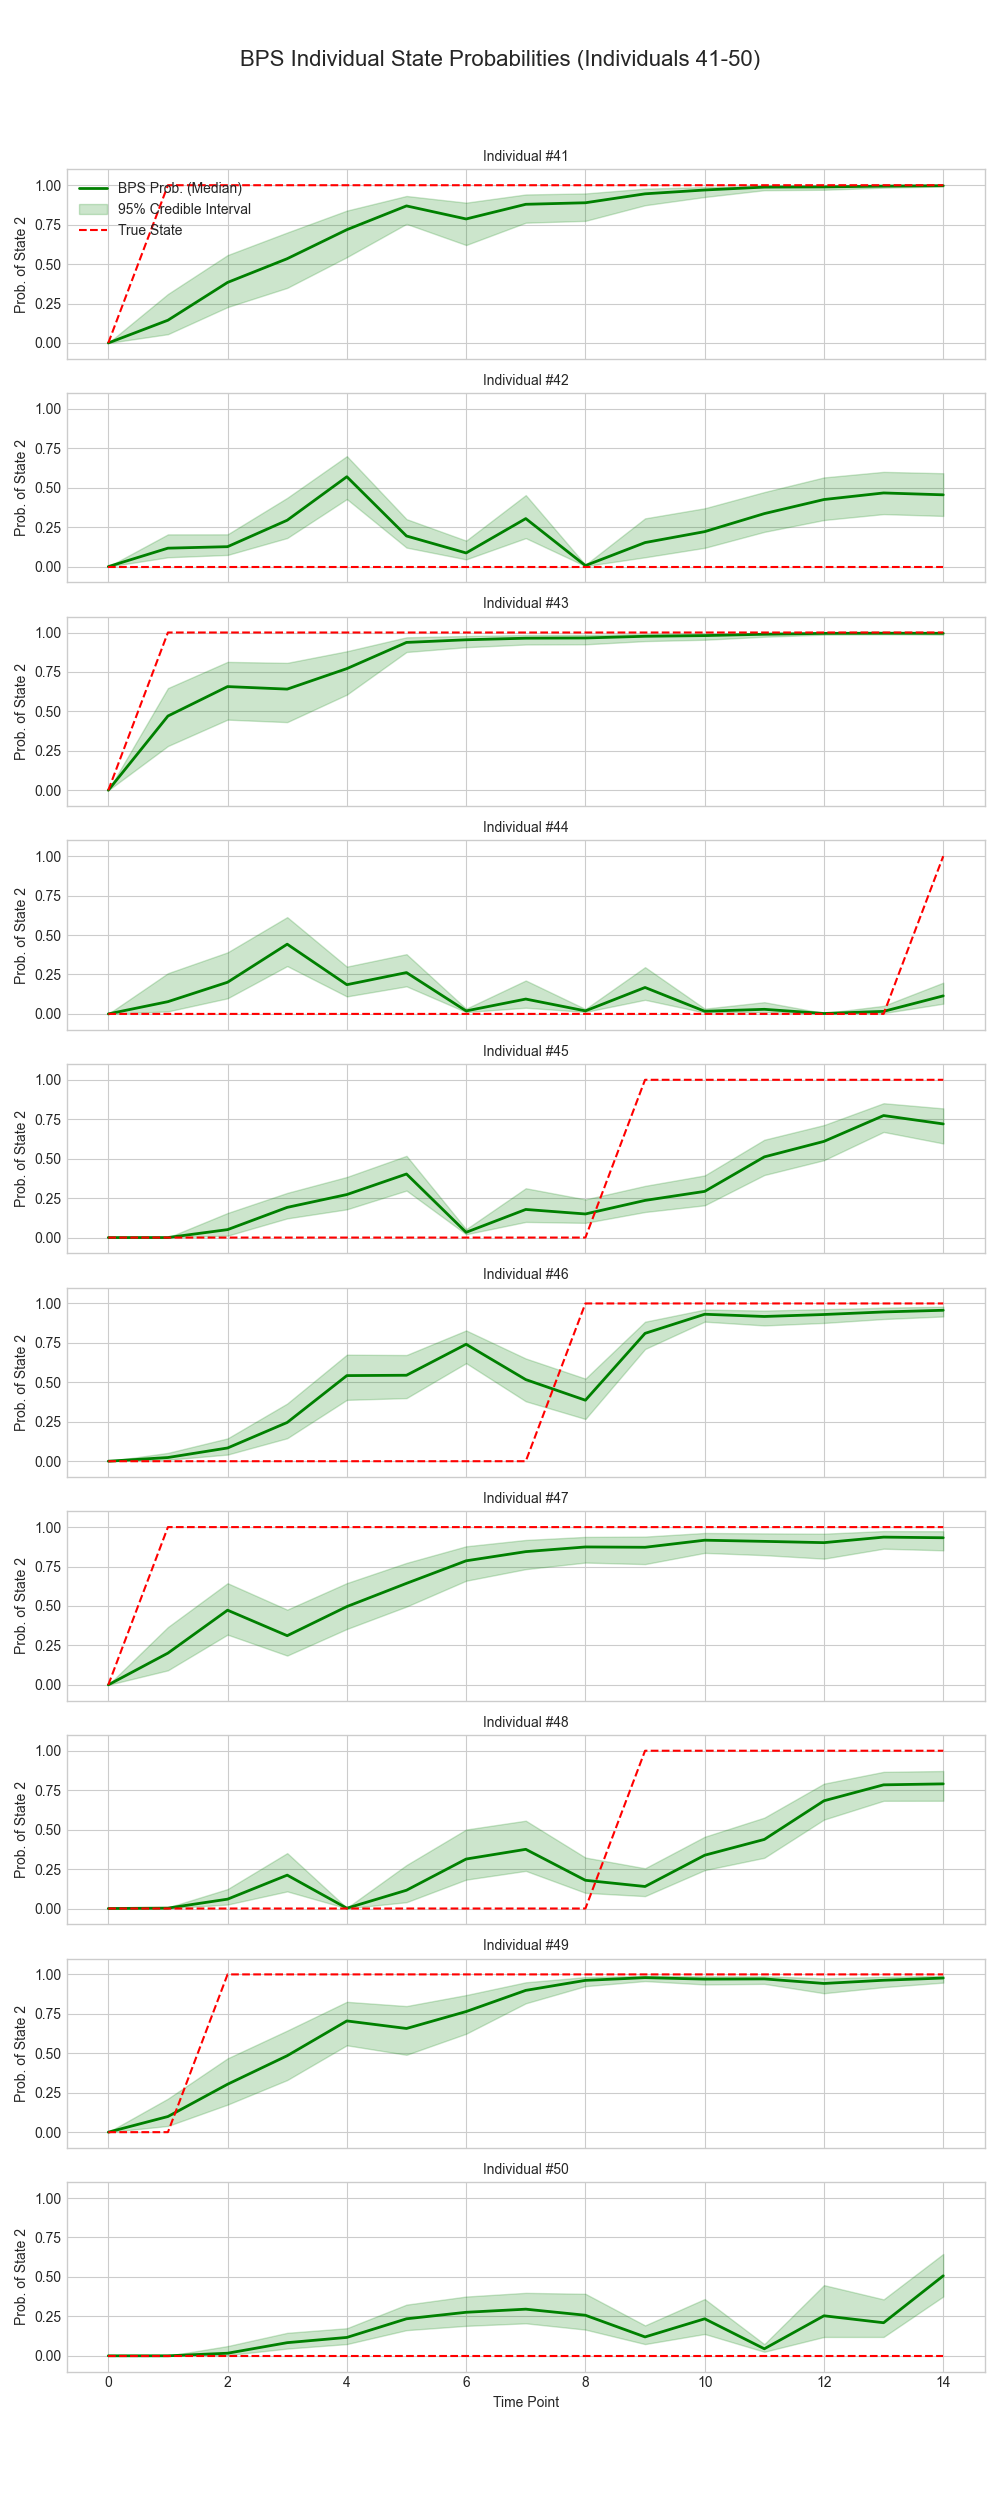 BPS Individual State Probabilities (Individuals 41-50)
Individual #41
BPS Prob. (Median)
95% Credible Interval
True State
1.00
0.75
0.50
0.25
0.00
Prob. of State 2
Individual #42
1.00
0.75
0.50
0.25
0.00
Prob. of State 2
Individual #43
1.00
0.75
0.50
0.25
0.00
Prob. of State 2
Individual #44
1.00
0.75
0.50
0.25
0.00
Prob. of State 2
Individual #45
1.00
0.75
0.50
0.25
0.00
Prob. of State 2
Individual #46
1.00
0.75
0.50
0.25
0.00
Prob. of State 2
Individual #47
1.00
0.75
0.50
0.25
0.00
Prob. of State 2
Individual #48
1.00
0.75
0.50
0.25
0.00
Prob. of State 2
Individual #49
1.00
0.75
0.50
0.25
0.00
Prob. of State 2
Individual #50
1.00
0.75
0.50
0.25
0.00
Prob. of State 2
0 2 4 6 8 10 12 14
Time Point